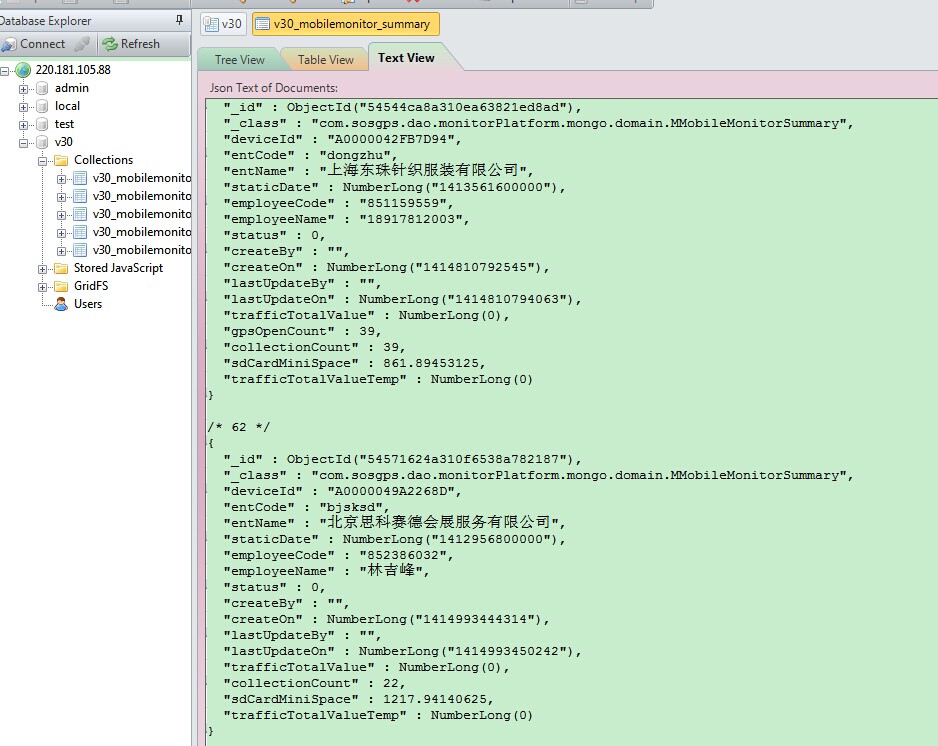 v30
v30_mobilemonitor_summary
Database Explorer
Connect
Refresh
220.181.105.88
admin
local
test
v30
Collections
v30_mobilemonito
v30_mobilemonito
v30_mobilemonito
v30_mobilemonito
v30_mobilemonito
Stored JavaScript
GridFS
Users
Tree View
Table View
Text View
Json Text of Documents:
"_id" : ObjectId("54544ca8a310ea63821ed8ad"),
"_class" : "com.sosgps.dao.monitorPlatform.mongo.domain.MMobileMonitorSummary",
"deviceId" : "A0000042FB7D94",
"entCode" : "dongzhu",
"entName" : "上海东珠针织服装有限公司",
"staticDate" : NumberLong("1413561600000"),
"employeeCode" : "851159559",
"employeeName" : "18917812003",
"status" : 0,
"createBy" : "",
"createOn" : NumberLong("1414810792545"),
"lastUpdateBy" : "",
"lastUpdateOn" : NumberLong("1414810794063"),
"trafficTotalValue" : NumberLong(0),
"gpsOpenCount" : 39,
"collectionCount" : 39,
"sdCardMiniSpace" : 861.89453125,
"trafficTotalValueTemp" : NumberLong(0)
}
/* 62 */
{
"_id" : ObjectId("54571624a310f6538a782187"),
"_class" : "com.sosgps.dao.monitorPlatform.mongo.domain.MMobileMonitorSummary",
"deviceId" : "A0000049A2268D",
"entCode" : "bjsksd",
"entName" : "北京思科赛德会展服务有限公司",
"staticDate" : NumberLong("1412956800000"),
"employeeCode" : "852386032",
"employeeName" : "林吉峰",
"status" : 0,
"createBy" : "",
"createOn" : NumberLong("1414993444314"),
"lastUpdateBy" : "",
"lastUpdateOn" : NumberLong("1414993450242"),
"trafficTotalValue" : NumberLong(0),
"collectionCount" : 22,
"sdCardMiniSpace" : 1217.94140625,
"trafficTotalValueTemp" : NumberLong(0)
}